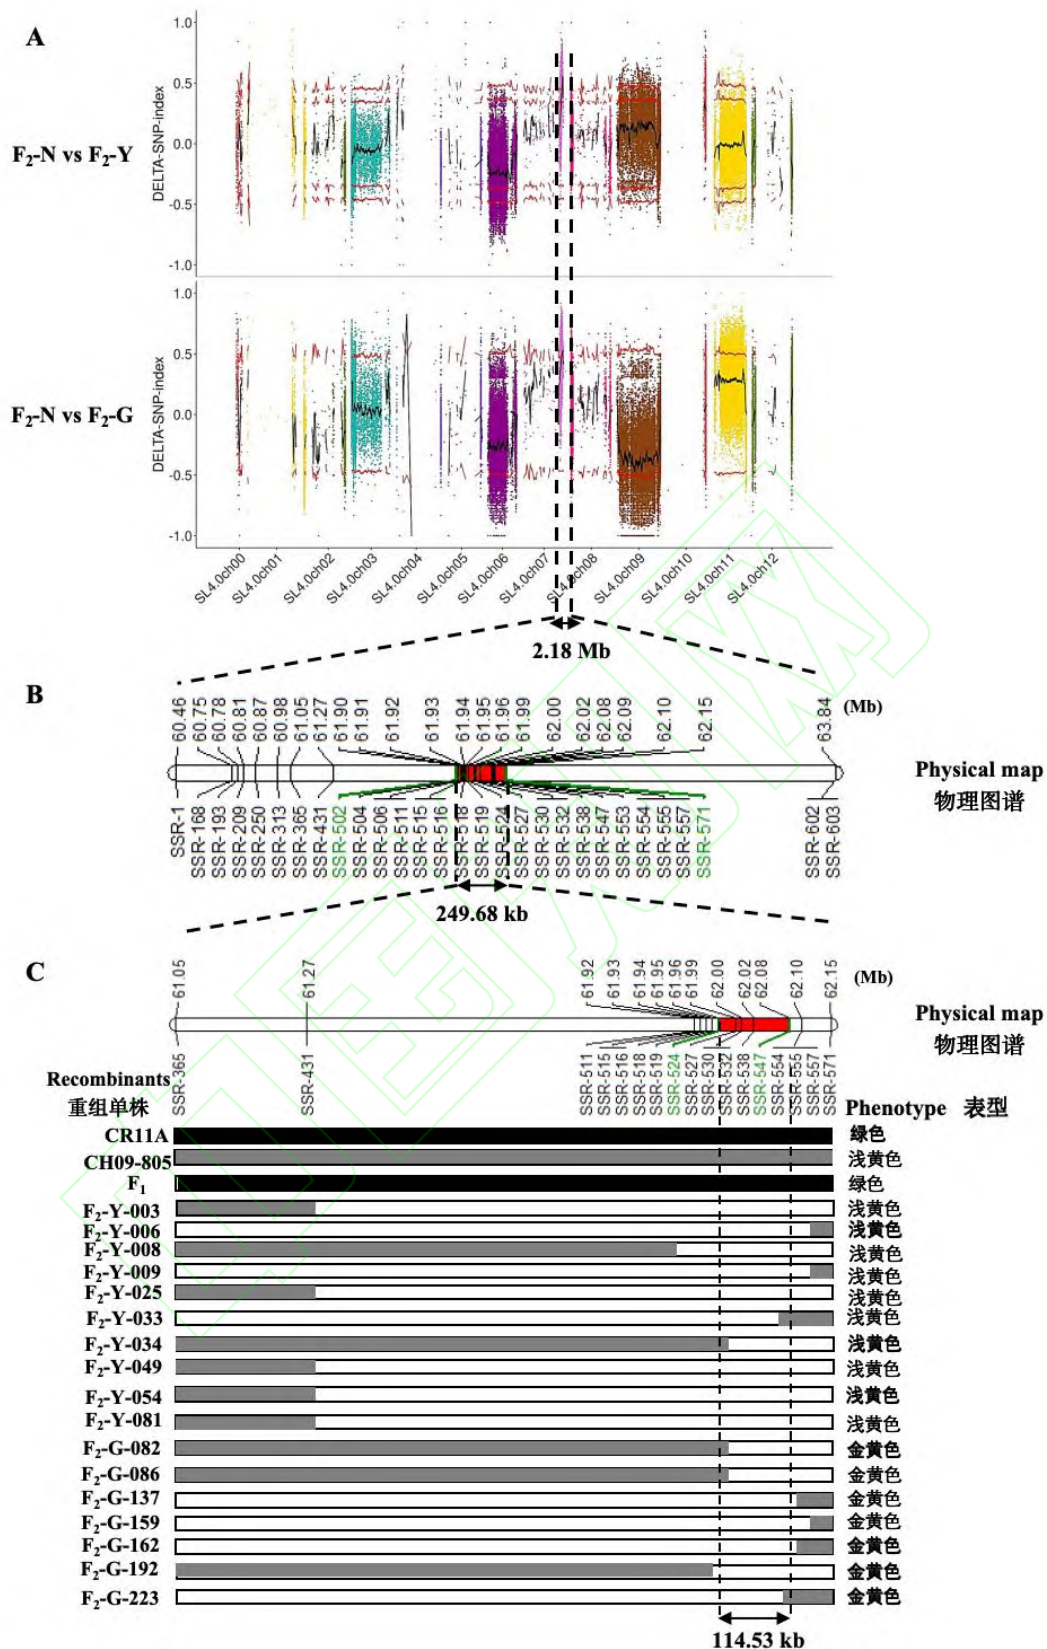 A
F2-N vs F2-Y
DELTA-SNP-index
1.0
0.5
0.0
-0.5
-1.0
F2-N vs F2-G
DELTA-SNP-index
1.0
0.5
0.0
-0.5
-1.0
SL4.0ch00
SL4.0ch01
SL4.0ch02
SL4.0ch03
SL4.0ch04
SL4.0ch05
SL4.0ch06
SL4.0ch07
SL4.0ch08
SL4.0ch09
SL4.0ch10
SL4.0ch11
SL4.0ch12
2.18 Mb
B
60.46 60.75 60.78 60.81 60.87 60.98 61.05 61.27 61.90 61.91 61.92 61.93 61.94 61.95 61.96 61.99 62.00 62.02 62.08 62.09 62.10 62.15 63.84 (Mb)
Physical map
物理图谱
SSR-1 SSR-168 SSR-193 SSR-209 SSR-250 SSR-313 SSR-365 SSR-431 SSR-502 SSR-504 SSR-506 SSR-511 SSR-515 SSR-516 SSR-518 SSR-519 SSR-524 SSR-527 SSR-530 SSR-532 SSR-538 SSR-547 SSR-553 SSR-554 SSR-555 SSR-557 SSR-571 SSR-602 SSR-603
249.68 kb
C
61.05 61.27 61.92 61.93 61.94 61.95 61.96 61.99 62.00 62.02 62.08 62.10 62.15 (Mb)
Physical map
物理图谱
SSR-365 SSR-431 SSR-511 SSR-515 SSR-516 SSR-518 SSR-519 SSR-524 SSR-527 SSR-530 SSR-532 SSR-538 SSR-547 SSR-554 SSR-555 SSR-557 SSR-571
Recombinants
重组单株
Phenotype 表型
CR11A 绿色
CH09-805 浅黄色
F1 绿色
F2-Y-003 浅黄色
F2-Y-006 浅黄色
F2-Y-008 浅黄色
F2-Y-009 浅黄色
F2-Y-025 浅黄色
F2-Y-033 浅黄色
F2-Y-034 浅黄色
F2-Y-049 浅黄色
F2-Y-054 浅黄色
F2-Y-081 浅黄色
F2-G-082 金黄色
F2-G-086 金黄色
F2-G-137 金黄色
F2-G-159 金黄色
F2-G-162 金黄色
F2-G-192 金黄色
F2-G-223 金黄色
114.53 kb